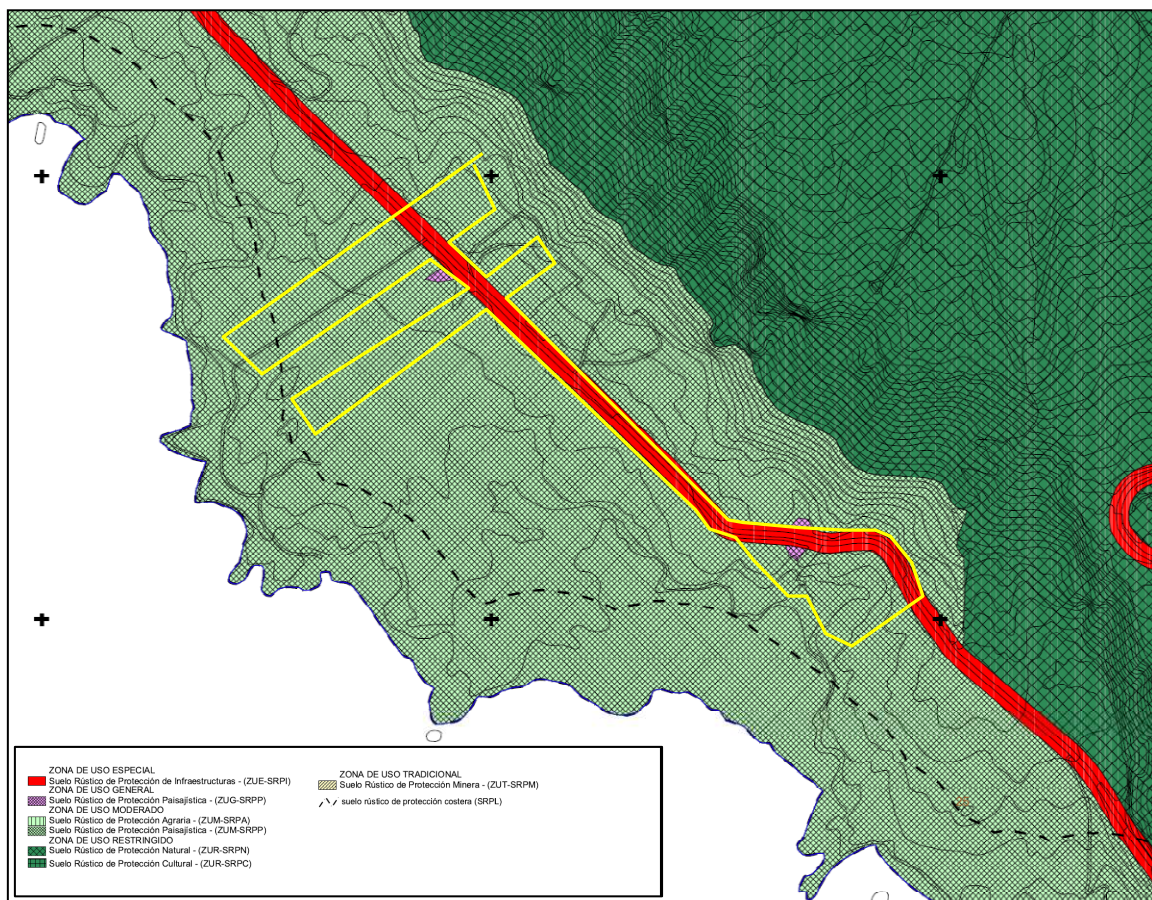 ZONA DE USO ESPECIAL
Suelo Rústico de Protección de Infraestructuras - (ZUE-SRPI)
ZONA DE USO GENERAL
Suelo Rústico de Protección Paisajística - (ZUG-SRPP)
ZONA DE USO MODERADO
Suelo Rústico de Protección Agraria - (ZUM-SRPA)
Suelo Rústico de Protección Paisajística - (ZUM-SRPP)
ZONA DE USO RESTRINGIDO
Suelo Rústico de Protección Natural - (ZUR-SRPN)
Suelo Rústico de Protección Cultural - (ZUR-SRPC)
ZONA DE USO TRADICIONAL
Suelo Rústico de Protección Minera - (ZUT-SRPM)
suelo rústico de protección costera (SRPL)